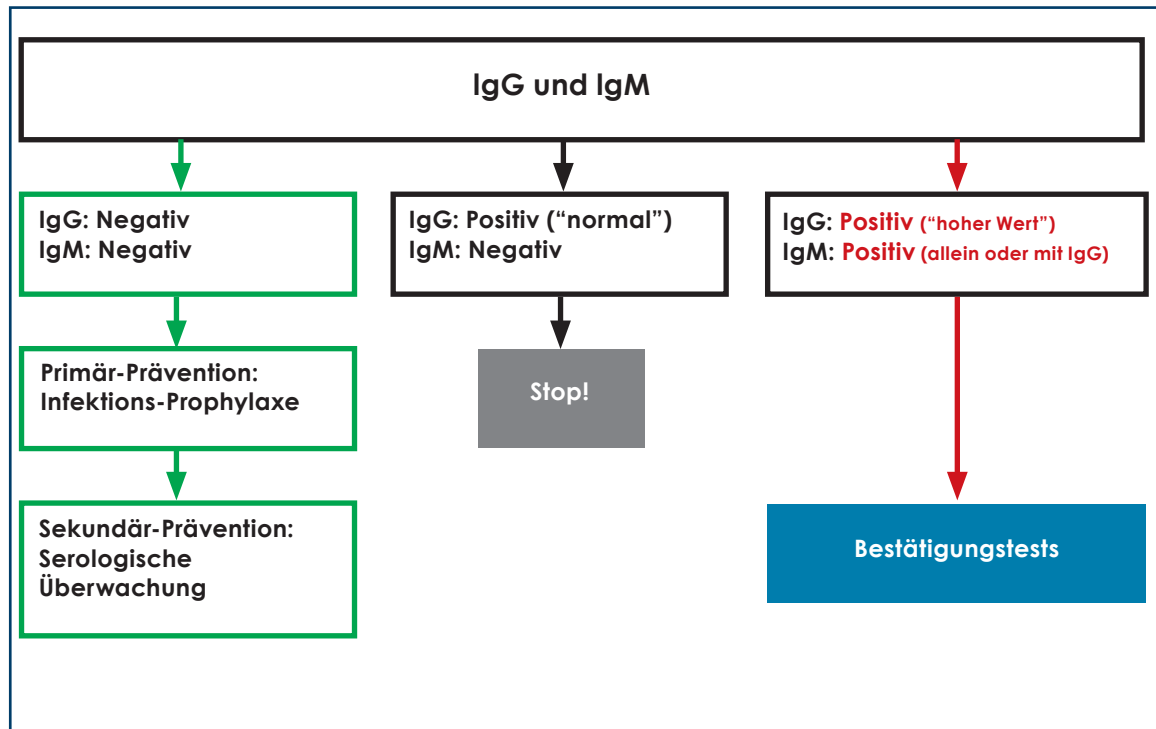 IgG und IgM
IgG: Negativ
IgM: Negativ
IgG: Positiv (“normal”)
IgM: Negativ
IgG: Positiv (“hoher Wert”)
IgM: Positiv (allein oder mit IgG)
Primär-Prävention:
Infektions-Prophylaxe
Stop!
Sekundär-Prävention:
Serologische
Überwachung
Bestätigungstests